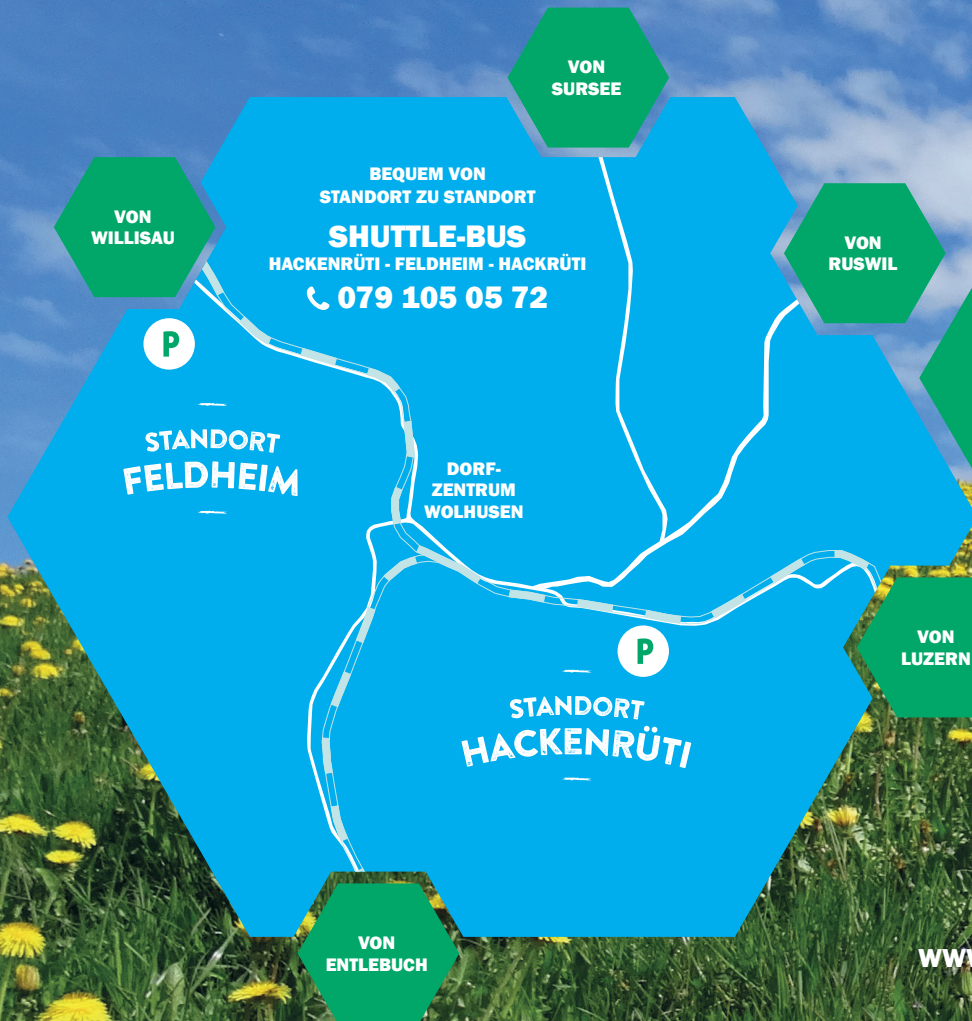 VON
SURSEE
BEQUEM VON
STANDORT ZU STANDORT
SHUTTLE-BUS
HACKENRÜTI - FELDHEIM - HACKRÜTI
079 105 05 72
VON
WILLISAU
VON
RUSWIL
P
STANDORT
FELDHEIM
DORF-
ZENTRUM
WOLHUSEN
VON
LUZERN
P
STANDORT
HACKENRÜTI
VON
ENTLEBUCH